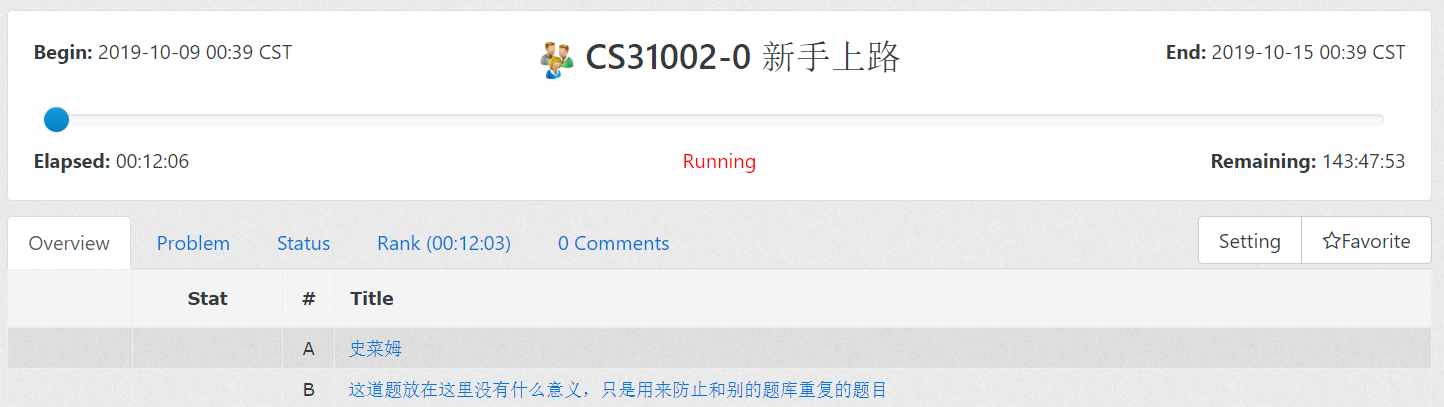 Begin: 2019-10-09 00:39 CST
CS31002-0 新手上路
End: 2019-10-15 00:39 CST
Elapsed: 00:12:06
Running
Remaining: 143:47:53
Overview
Problem
Status
Rank (00:12:03)
0 Comments
Setting
Favorite
Stat
#
Title
A
史菜姆
B
这道题放在这里没有什么意义，只是用来防止和别的题库重复的题目